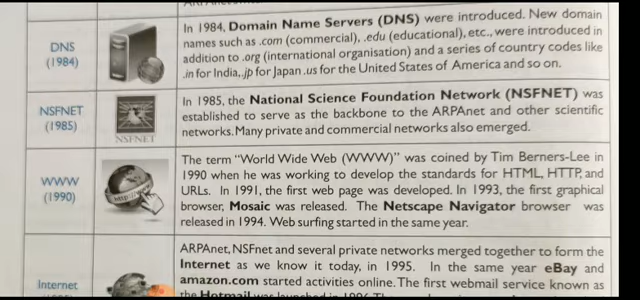 DNS
(1984)
In 1984, Domain Name Servers (DNS) were introduced. New domain
names such as .com (commercial), .edu (educational), etc., were introduced in
addition to .org (international organisation) and a series of country codes like
.in for India, .jp for Japan .us for the United States of America and so on.
NSFNET
(1985)
NSFNET
In 1985, the National Science Foundation Network (NSFNET) was
established to serve as the backbone to the ARPAnet and other scientific
networks. Many private and commercial networks also emerged.
WWW
(1990)
The term “World Wide Web (WWW)” was coined by Tim Berners-Lee in
1990 when he was working to develop the standards for HTML, HTTP, and
URLs. In 1991, the first web page was developed. In 1993, the first graphical
browser, Mosaic was released. The Netscape Navigator browser was
released in 1994. Web surfing started in the same year.
Internet
ARPAnet, NSFnet and several private networks merged together to form the
Internet as we know it today, in 1995. In the same year eBay and
amazon.com started activities online. The first webmail service known as
the Hotmail was launched in 1996